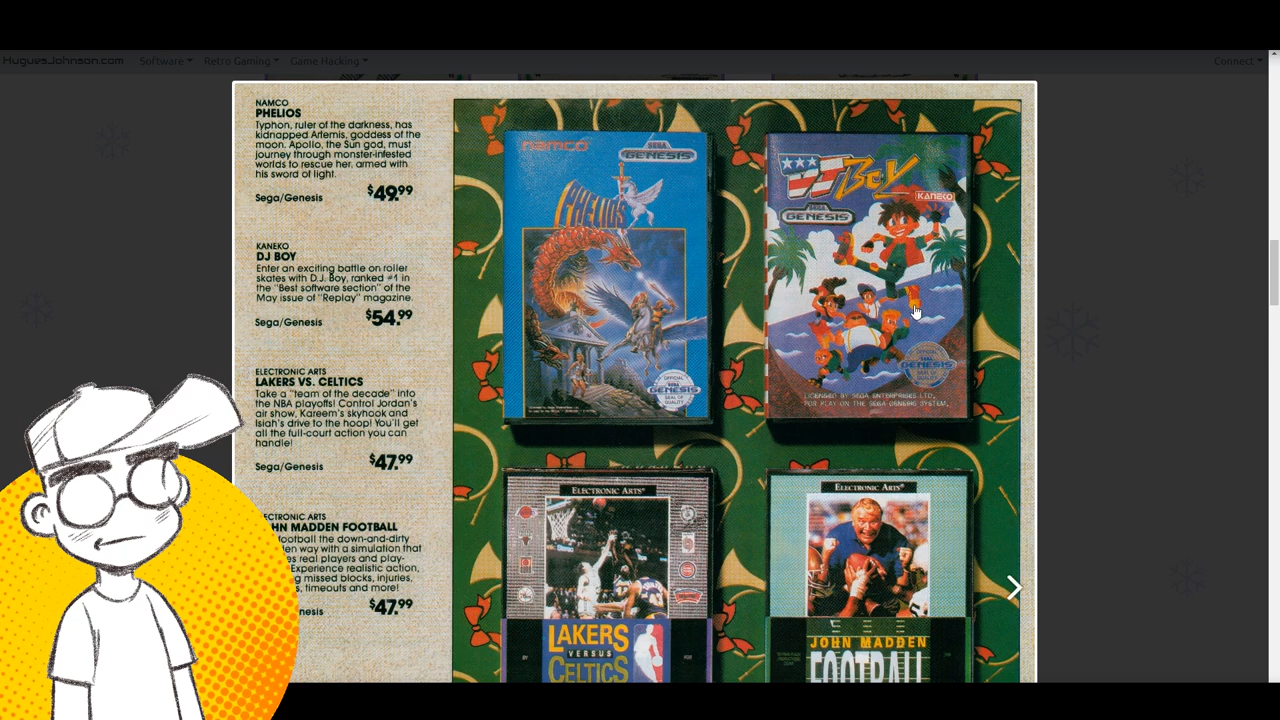 HuguesJohnson.com Software Retro Gaming Game Hacking Connect
NAMCO
PHELIOS
Typhon, ruler of the darkness, has
kidnapped Artemis, goddess of the
moon. Apollo, the Sun god, must
journey through monster-infested
worlds to rescue her, armed with
his sword of light.
Sega/Genesis $49.99
KANEKO
DJ BOY
Enter an exciting battle on roller
skates with D.J. Boy, ranked #1 in
the "Best software section" of the
May issue of "Replay" magazine.
Sega/Genesis $54.99
ELECTRONIC ARTS
LAKERS VS. CELTICS
Take a "team of the decade" into
the NBA playoffs! Control Jordan's
air show, Kareem's skyhook and
Isiah's drive to the hoop! You'll get
all the full-court action you can
handle!
Sega/Genesis $47.99
ECTRONIC ARTS
HN MADDEN FOOTBALL
ootball the down-and-dirty
en way with a simulation that
es real players and play-
Experience realistic action,
g missed blocks, injuries,
s, timeouts and more!
nesis $47.99
namco
SEGA
GENESIS
PHELIOS
OFFICIAL
SEGA
GENESIS
SEAL OF
QUALITY
DJ Boy
KANEKO
SEGA
GENESIS
GENESIS
LICENSED BY SEGA ENTERPRISES LTD.
FOR PLAY ON THE SEGA GENESIS SYSTEM.
ELECTRONIC ARTS®
LAKERS
VERSUS
CELTICS
ELECTRONIC ARTS®
JOHN MADDEN
FOOTBALL